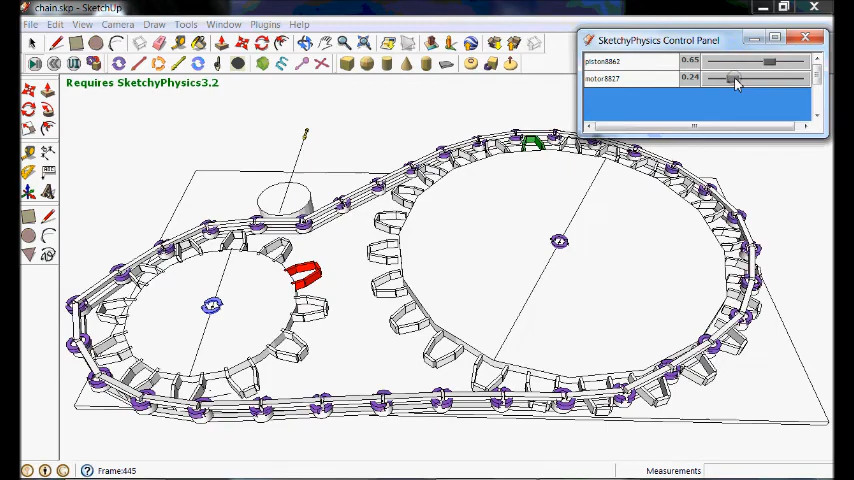 chain.skp - SketchUp
File Edit View Camera Draw Tools Window Plugins Help
SketchyPhysics Control Panel
piston8862 0.65
motor8827 0.24
Requires SketchyPhysics3.2
ABC
Frame:445
Measurements